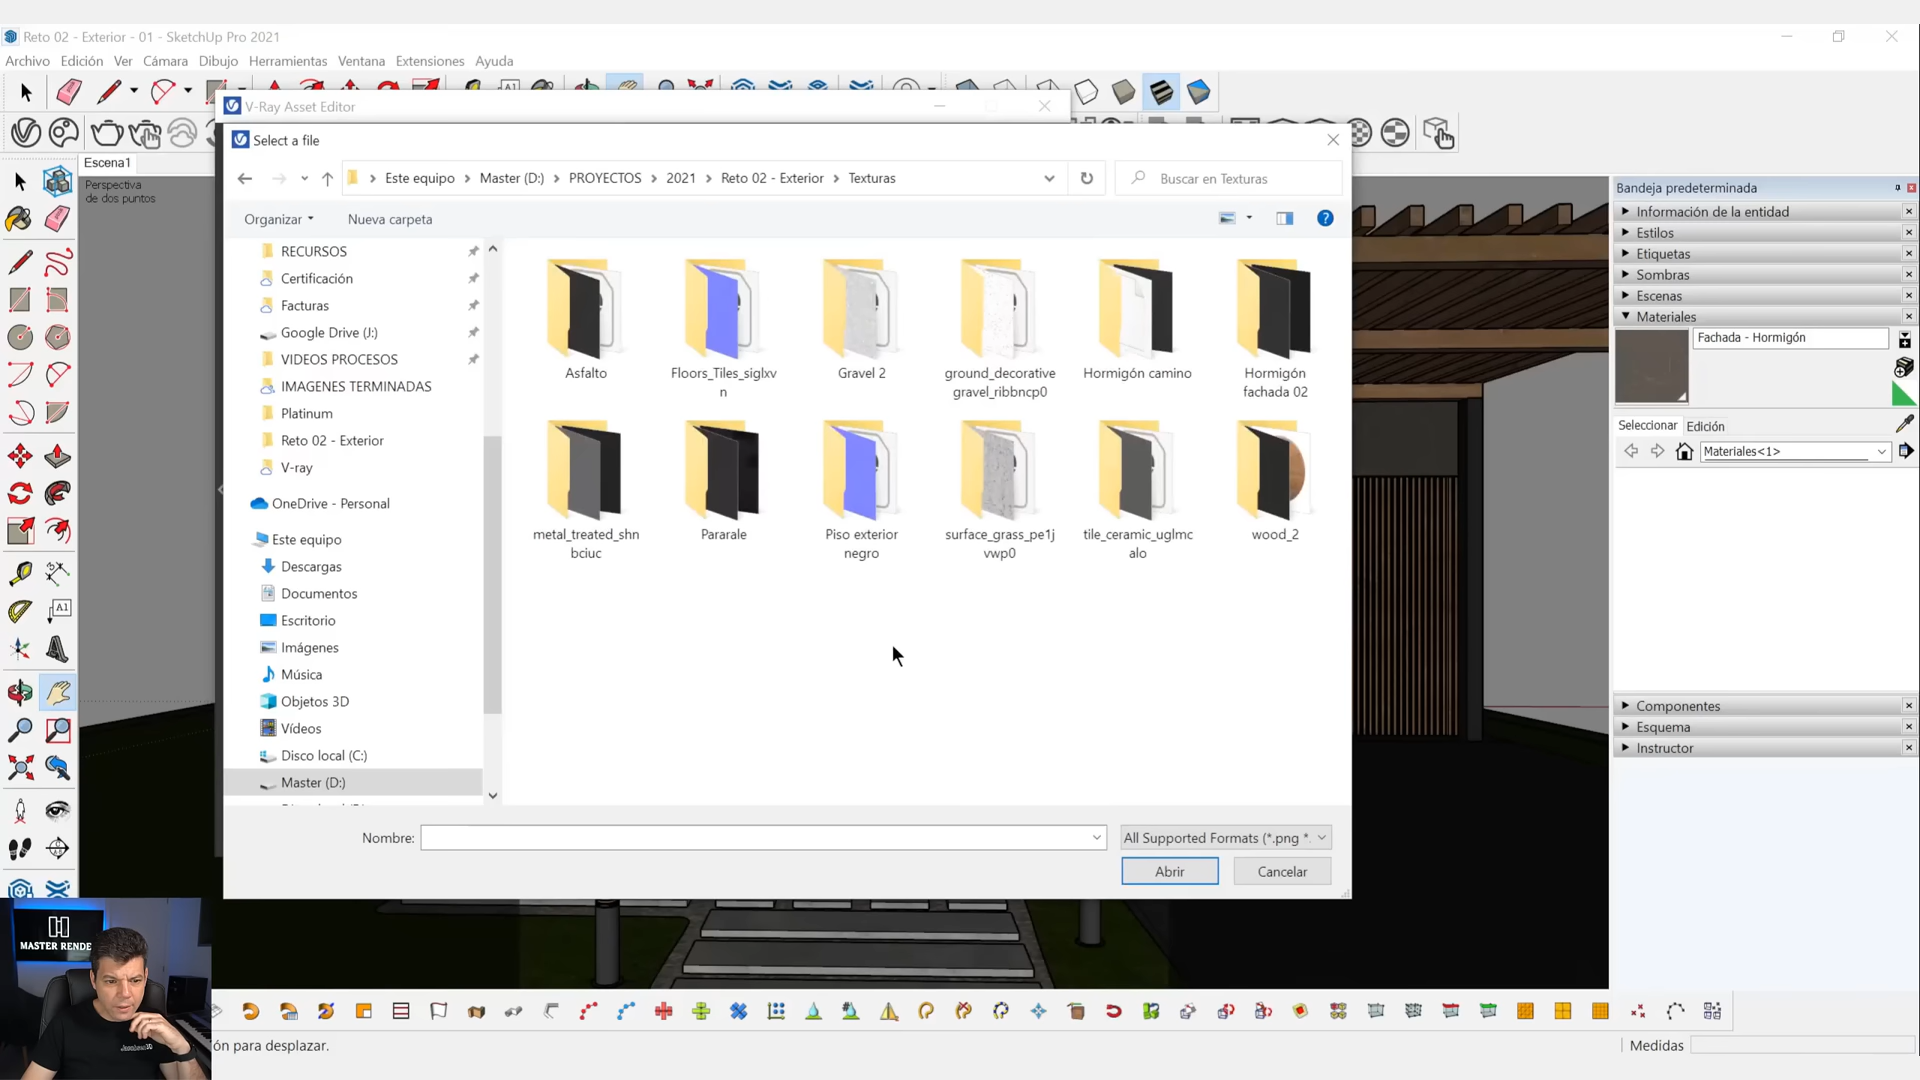 Reto 02 - Exterior - 01 - SketchUp Pro 2021
Archivo Edición Ver Cámara Dibujo Herramientas Ventana Extensiones Ayuda
V-Ray Asset Editor
Select a file
Escena1
Perspectiva
de dos puntos
Este equipo Master (D:) PROYECTOS 2021 Reto 02 - Exterior Texturas
Buscar en Texturas
Organizar Nueva carpeta
RECURSOS
Certificación
Facturas
Google Drive (J:)
VIDEOS PROCESOS
IMAGENES TERMINADAS
Platinum
Reto 02 - Exterior
V-ray
OneDrive - Personal
Este equipo
Descargas
Documentos
Escritorio
Imágenes
Música
Objetos 3D
Vídeos
Disco local (C:)
Master (D:)
Asfalto
Floors_Tiles_siglxv
n
Gravel 2
ground_decorative
gravel_ribbncp0
Hormigón camino
Hormigón
fachada 02
metal_treated_shn
bciuc
Pararale
Piso exterior
negro
surface_grass_pe1j
vwp0
tile_ceramic_uglmc
alo
wood_2
Nombre:
All Supported Formats (*.png *.
Abrir Cancelar
Bandeja predeterminada
Información de la entidad
Estilos
Etiquetas
Sombras
Escenas
Materiales
Fachada - Hormigón
Seleccionar Edición
Materiales<1>
Componentes
Esquema
Instructor
A1
MASTER RENDE
ón para desplazar.
Medidas